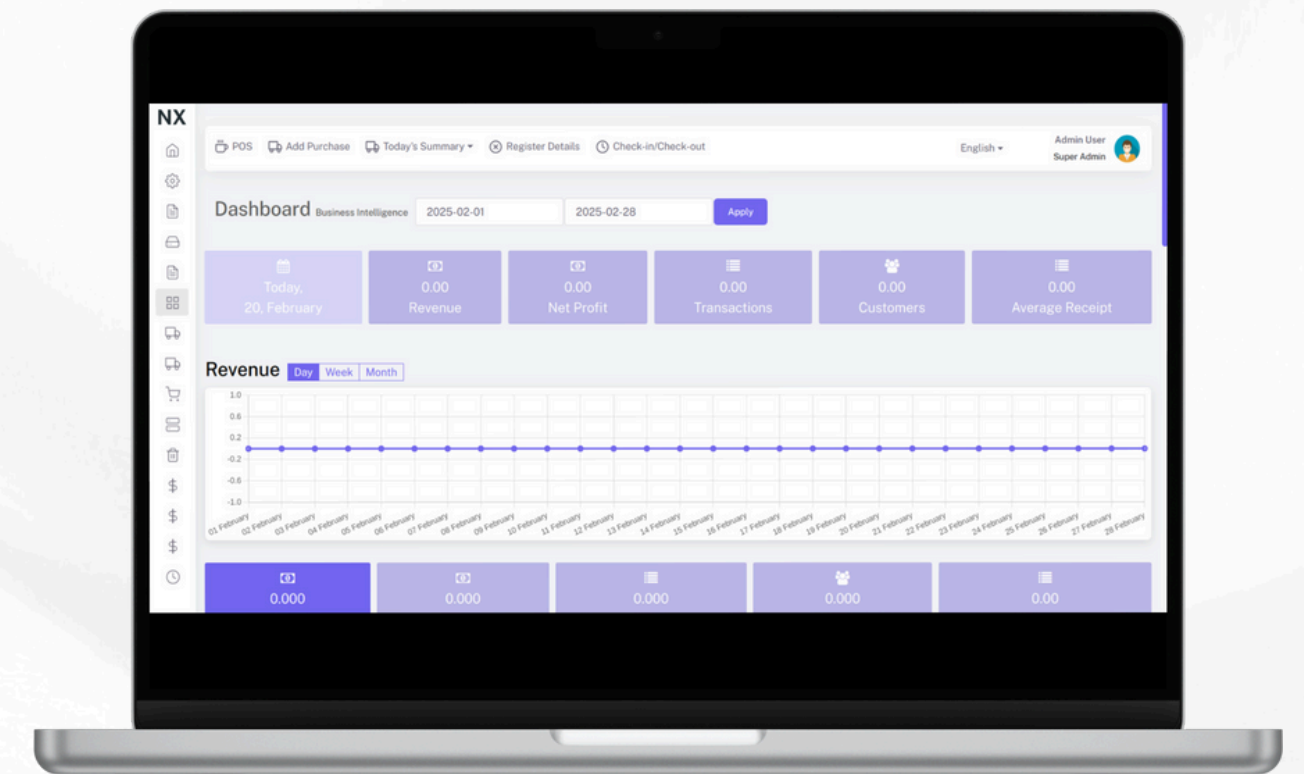 NX
POS Add Purchase Today's Summary Register Details Check-in/Check-out English Admin User
Super Admin
Dashboard Business Intelligence 2025-02-01 2025-02-28 Apply
Today,
20, February
0.00
Revenue
0.00
Net Profit
0.00
Transactions
0.00
Customers
0.00
Average Receipt
Revenue Day Week Month
1.0
0.6
0.2
-0.2
-0.6
-1.0
01 February 02 February 03 February 04 February 05 February 06 February 07 February 08 February 09 February 10 February 11 February 12 February 13 February 14 February 15 February 16 February 17 February 18 February 19 February 20 February 21 February 22 February 23 February 24 February 25 February 26 February 27 February 28 February
0.000 0.000 0.000 0.000 0.00